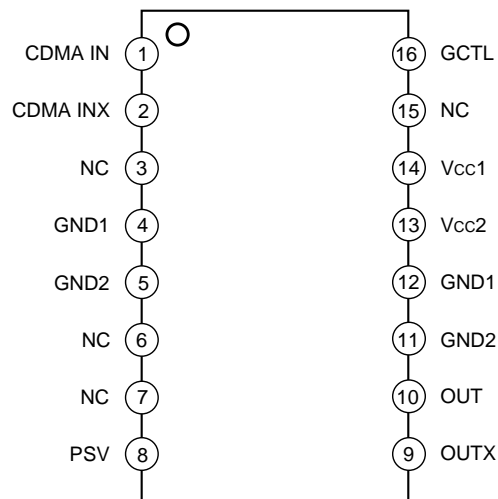 CDMA IN 1 16 GCTL
CDMA INX 2 15 NC
NC 3 14 Vcc1
GND1 4 13 Vcc2
GND2 5 12 GND1
NC 6 11 GND2
NC 7 10 OUT
PSV 8 9 OUTX